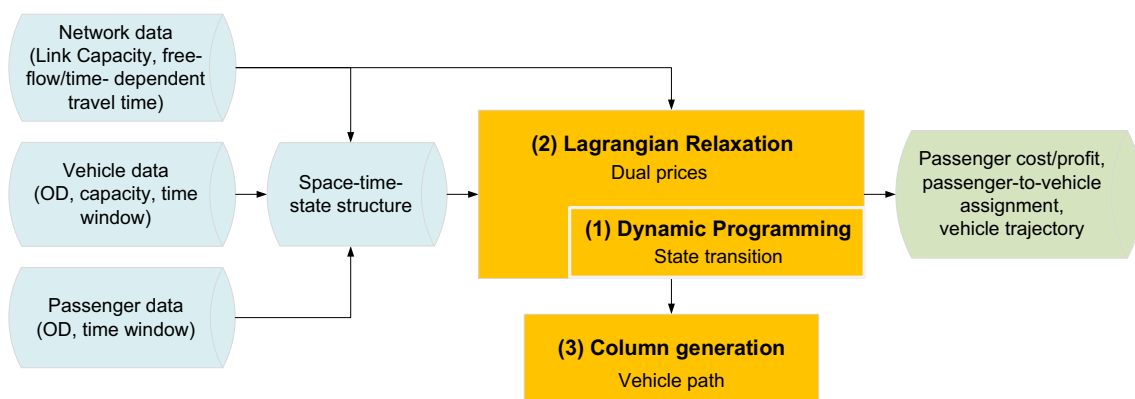 Network data
(Link Capacity, free-
flow/time- dependent
travel time)
Vehicle data
(OD, capacity, time
window)
Passenger data
(OD, time window)
Space-time-
state structure
(2) Lagrangian Relaxation
Dual prices
(1) Dynamic Programming
State transition
(3) Column generation
Vehicle path
Passenger cost/profit,
passenger-to-vehicle
assignment,
vehicle trajectory